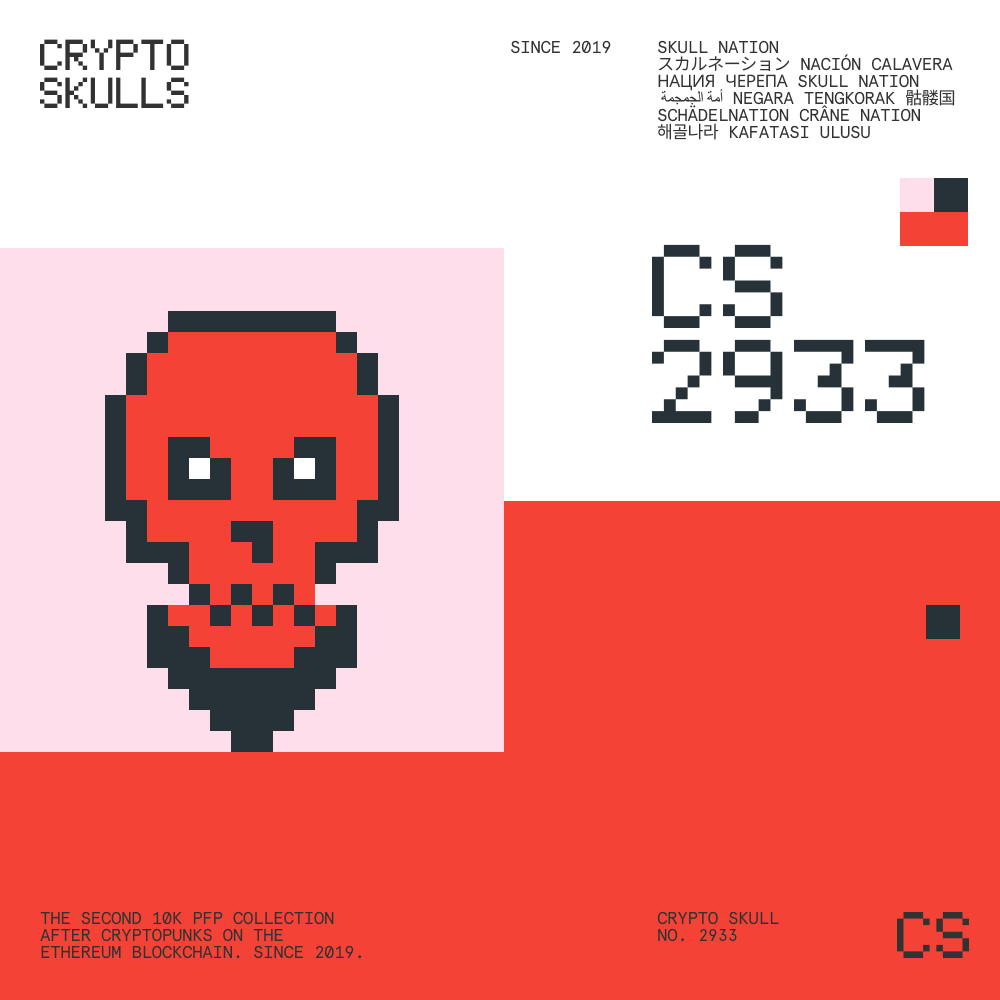 CRYPTO
SKULLS
SINCE 2019
SKULL NATION
スカルネーション NACIÓN CALAVERA
НАЦИЯ ЧЕРЕПА SKULL NATION
أمة الجمجمة NEGARA TENGKORAK 骷髅国
SCHÄDELNATION CRÂNE NATION
해골나라 KAFATASI ULUSU
CS
2933
THE SECOND 10K PFP COLLECTION
AFTER CRYPTOPUNKS ON THE
ETHEREUM BLOCKCHAIN. SINCE 2019.
CRYPTO SKULL
NO. 2933
CS